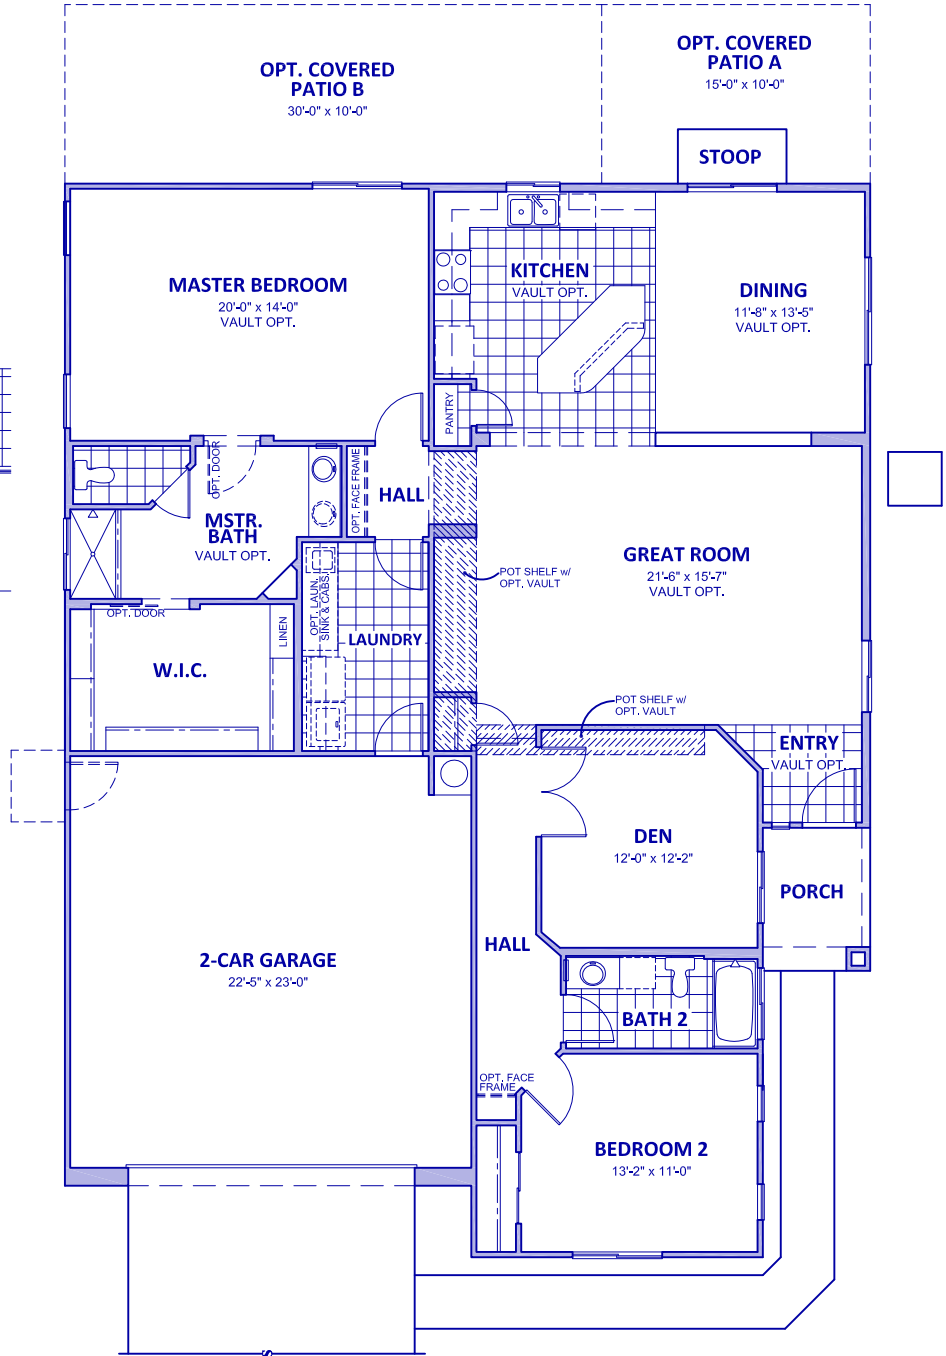 OPT. COVERED
PATIO B
30'-0" x 10'-0"
OPT. COVERED
PATIO A
15'-0" x 10'-0"
STOOP
MASTER BEDROOM
20'-0" x 14'-0"
VAULT OPT.
KITCHEN
VAULT OPT.
DINING
11'-8" x 13'-5"
VAULT OPT.
PANTRY
OPT. DOOR
OPT. FACE FRAME
HALL
MSTR.
BATH
VAULT OPT.
GREAT ROOM
21'-6" x 15'-7"
VAULT OPT.
POT SHELF w/
OPT. VAULT
OPT. LAUN.
SINK & CABS.
OPT. DOOR
LINEN
LAUNDRY
W.I.C.
POT SHELF w/
OPT. VAULT
ENTRY
VAULT OPT.
DEN
12'-0" x 12'-2"
PORCH
HALL
2-CAR GARAGE
22'-5" x 23'-0"
BATH 2
OPT. FACE
FRAME
BEDROOM 2
13'-2" x 11'-0"